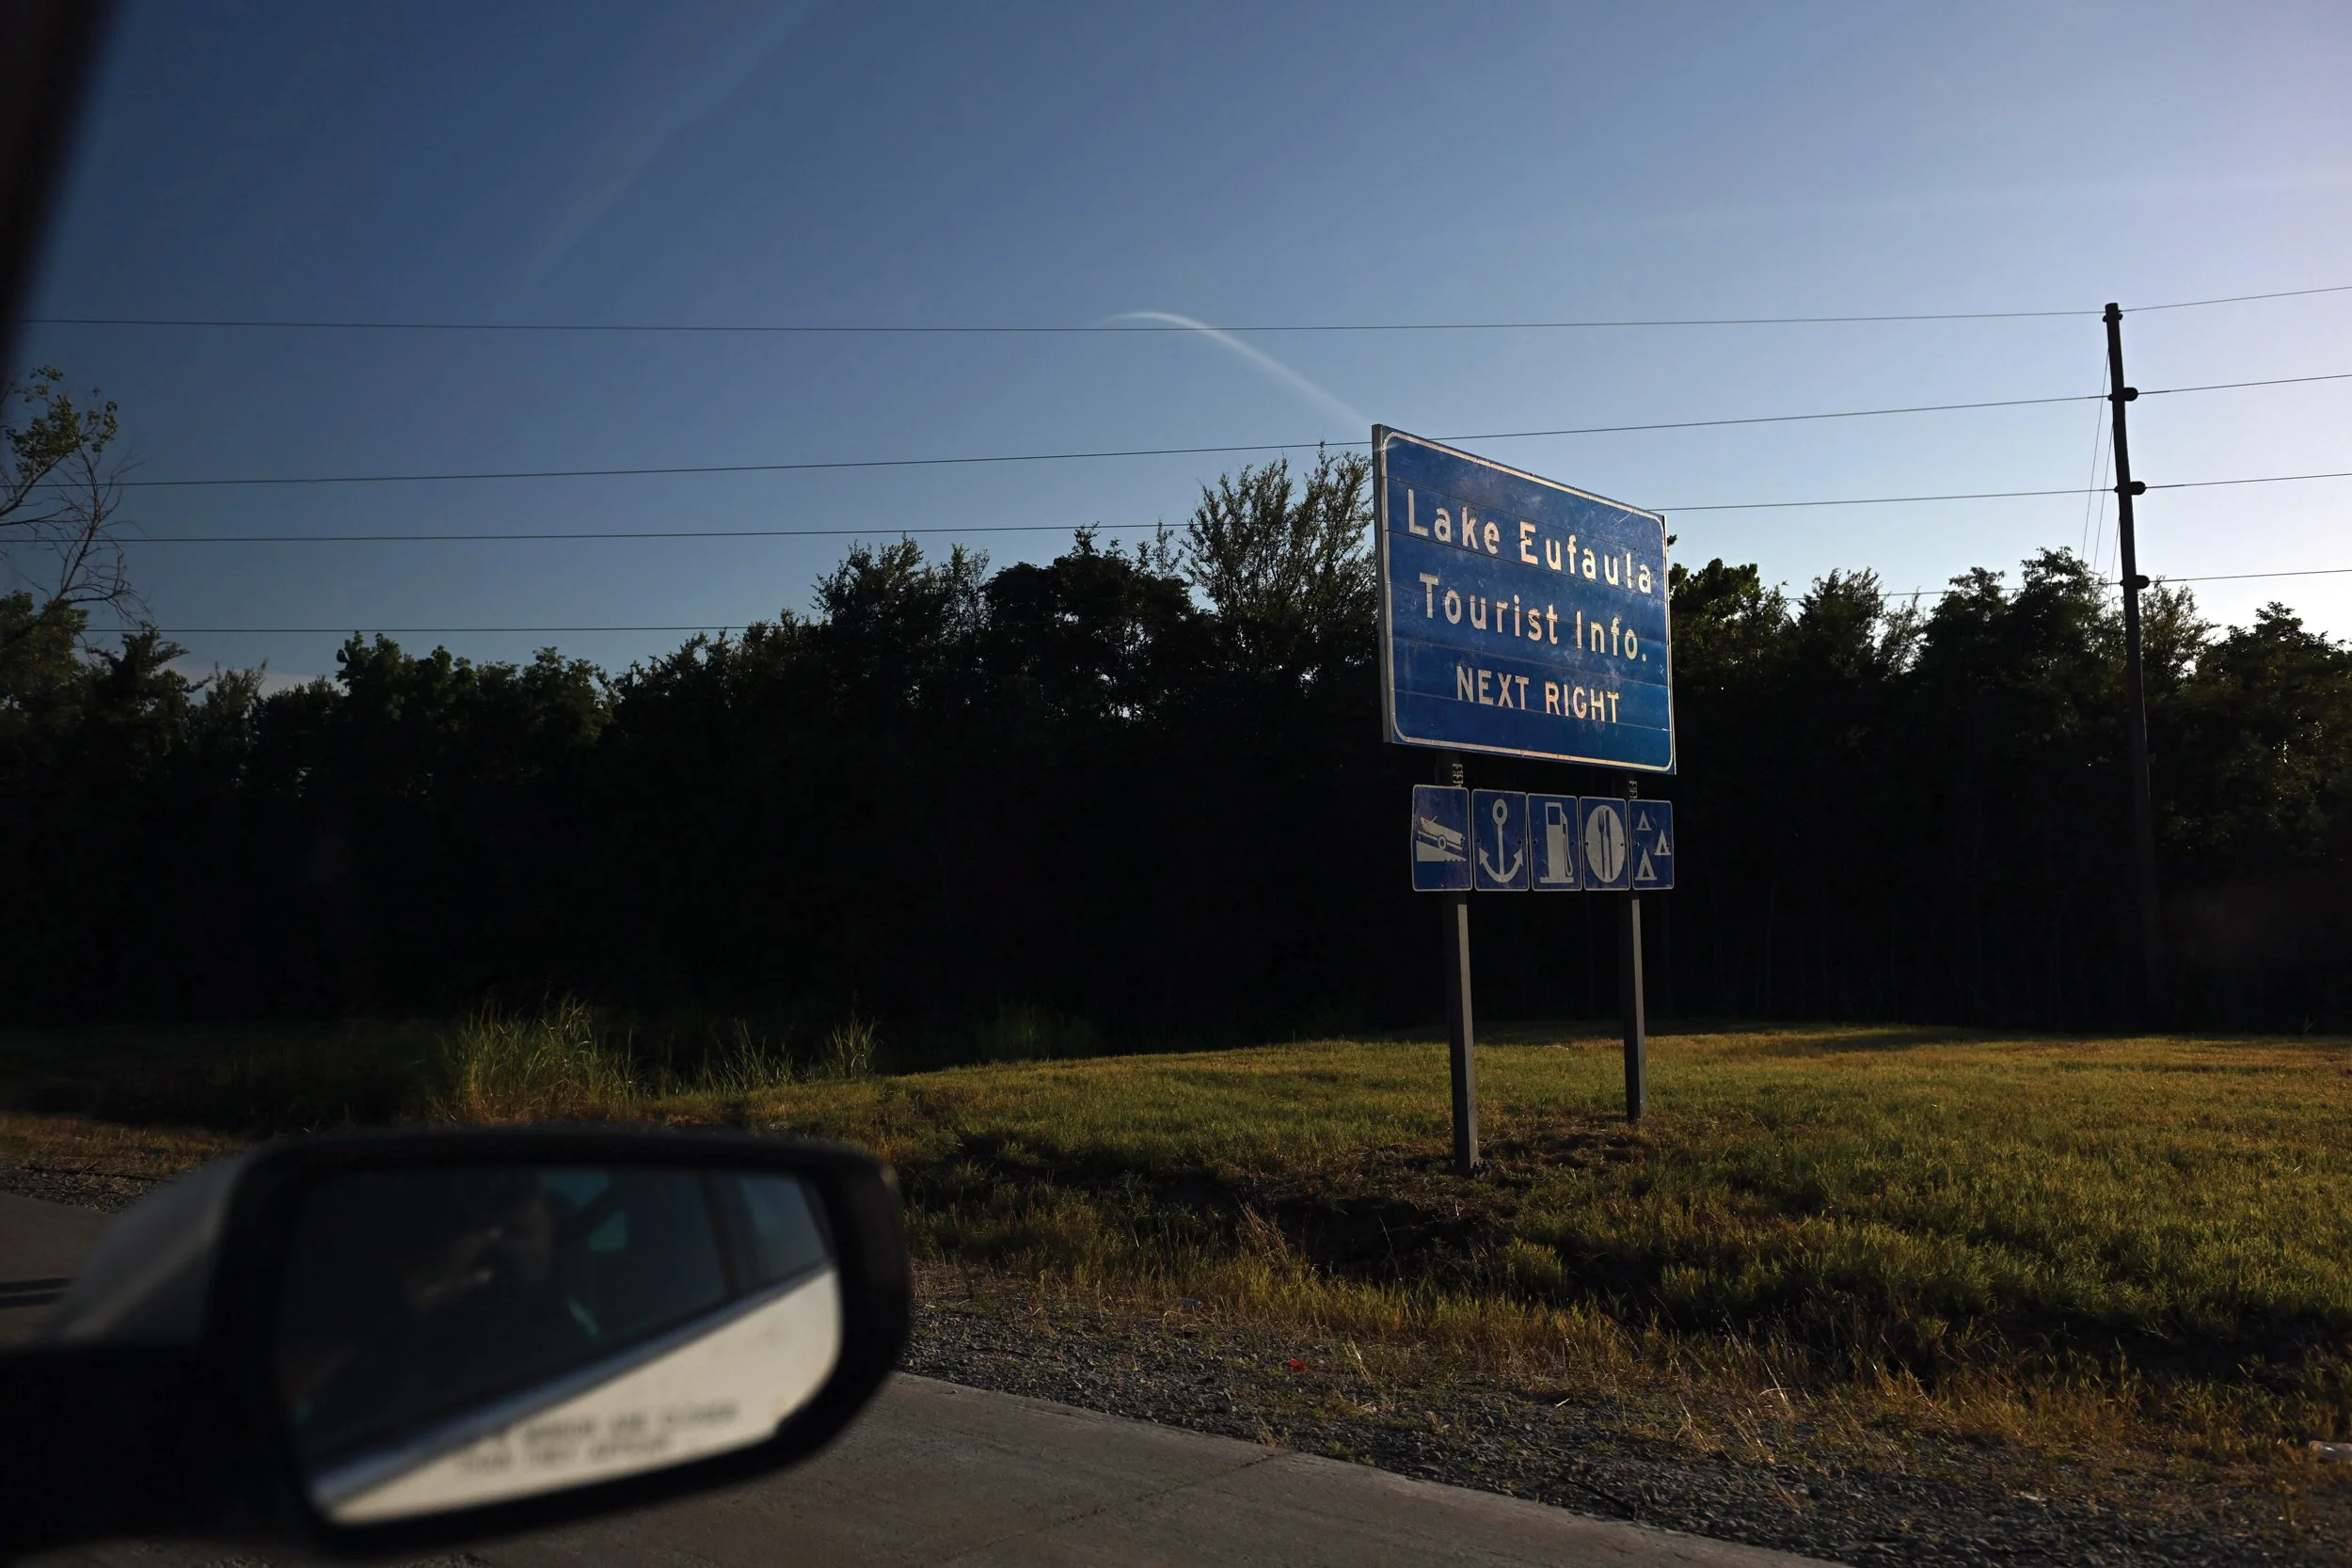 Lake Eufaula
Tourist Info.
NEXT RIGHT